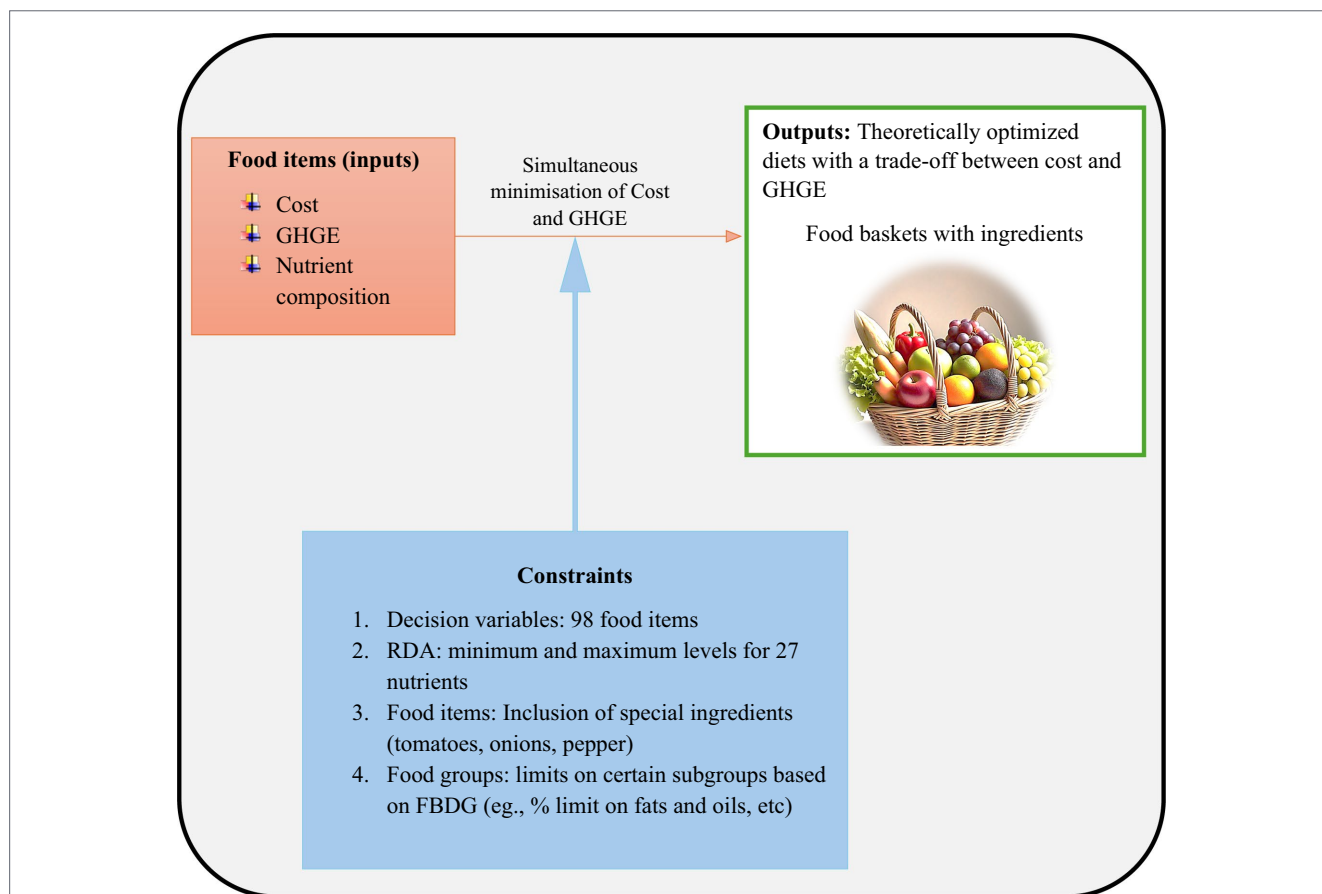 Food items (inputs)
Cost
GHGE
Nutrient
composition
Simultaneous
minimisation of Cost
and GHGE
Outputs: Theoretically optimized
diets with a trade-off between cost and
GHGE
Food baskets with ingredients
Constraints
1. Decision variables: 98 food items
2. RDA: minimum and maximum levels for 27
nutrients
3. Food items: Inclusion of special ingredients
(tomatoes, onions, pepper)
4. Food groups: limits on certain subgroups based
on FBDG (eg., % limit on fats and oils, etc)